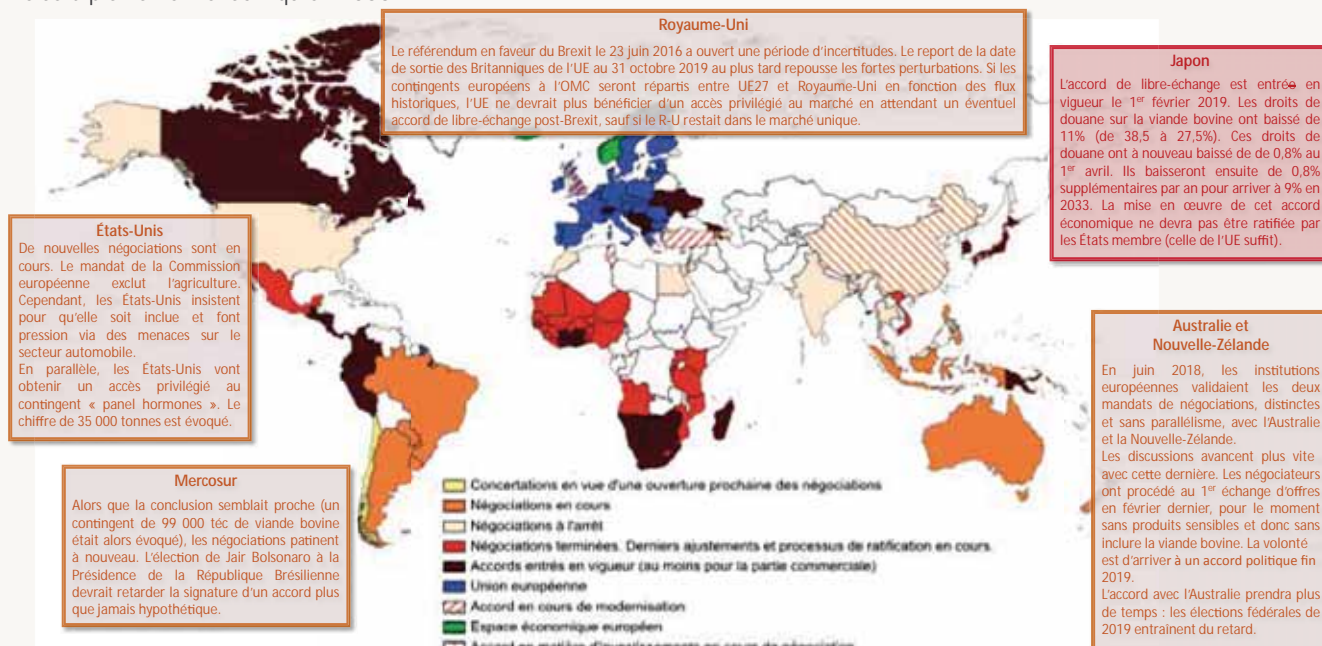 Royaume-Uni
Le référendum en faveur du Brexit le 23 juin 2016 a ouvert une période d'incertitudes. Le report de la date
de sortie des Britanniques de l'UE au 31 octobre 2019 au plus tard repousse les fortes perturbations. Si les
contingents européens à l'OMC seront répartis entre UE27 et Royaume-Uni en fonction des flux
historiques, l'UE ne devrait plus bénéficier d'un accès privilégié au marché en attendant un éventuel
accord de libre-échange post-Brexit, sauf si le R-U restait dans le marché unique.
Japon
L'accord de libre-échange est entrée en
vigueur le 1er février 2019. Les droits de
douane sur la viande bovine ont baissé de
11% (de 38,5 à 27,5%). Ces droits de
douane ont à nouveau baissé de de 0,8% au
1er avril. Ils baisseront ensuite de 0,8%
supplémentaires par an pour arriver à 9% en
2033. La mise en œuvre de cet accord
économique ne devra pas être ratifiée par
les États membre (celle de l'UE suffit).
États-Unis
De nouvelles négociations sont en
cours. Le mandat de la Commission
européenne exclut l'agriculture.
Cependant, les États-Unis insistent
pour qu'elle soit inclue et font
pression via des menaces sur le
secteur automobile.
En parallèle, les États-Unis vont
obtenir un accès privilégié au
contingent « panel hormones ». Le
chiffre de 35 000 tonnes est évoqué.
Australie et
Nouvelle-Zélande
En juin 2018, les institutions
européennes validaient les deux
mandats de négociations, distinctes
et sans parallélisme, avec l'Australie
et la Nouvelle-Zélande.
Les discussions avancent plus vite
avec cette dernière. Les négociateurs
ont procédé au 1er échange d'offres
en février dernier, pour le moment
sans produits sensibles et donc sans
inclure la viande bovine. La volonté
est d'arriver à un accord politique fin
2019.
L'accord avec l'Australie prendra plus
de temps : les élections fédérales de
2019 entraînent du retard.
Mercosur
Alors que la conclusion semblait proche (un
contingent de 99 000 téc de viande bovine
était alors évoqué), les négociations patinent
à nouveau. L'élection de Jair Bolsonaro à la
Présidence de la République Brésilienne
devrait retarder la signature d'un accord plus
que jamais hypothétique.
Concertations en vue d'une ouverture prochaine des négociations
Négociations en cours
Négociations à l'arrêt
Négociations terminées. Derniers ajustements et processus de ratification en cours.
Accords entrés en vigueur (au moins pour la partie commerciale)
Union européenne
Accord en cours de modernisation
Espace économique européen